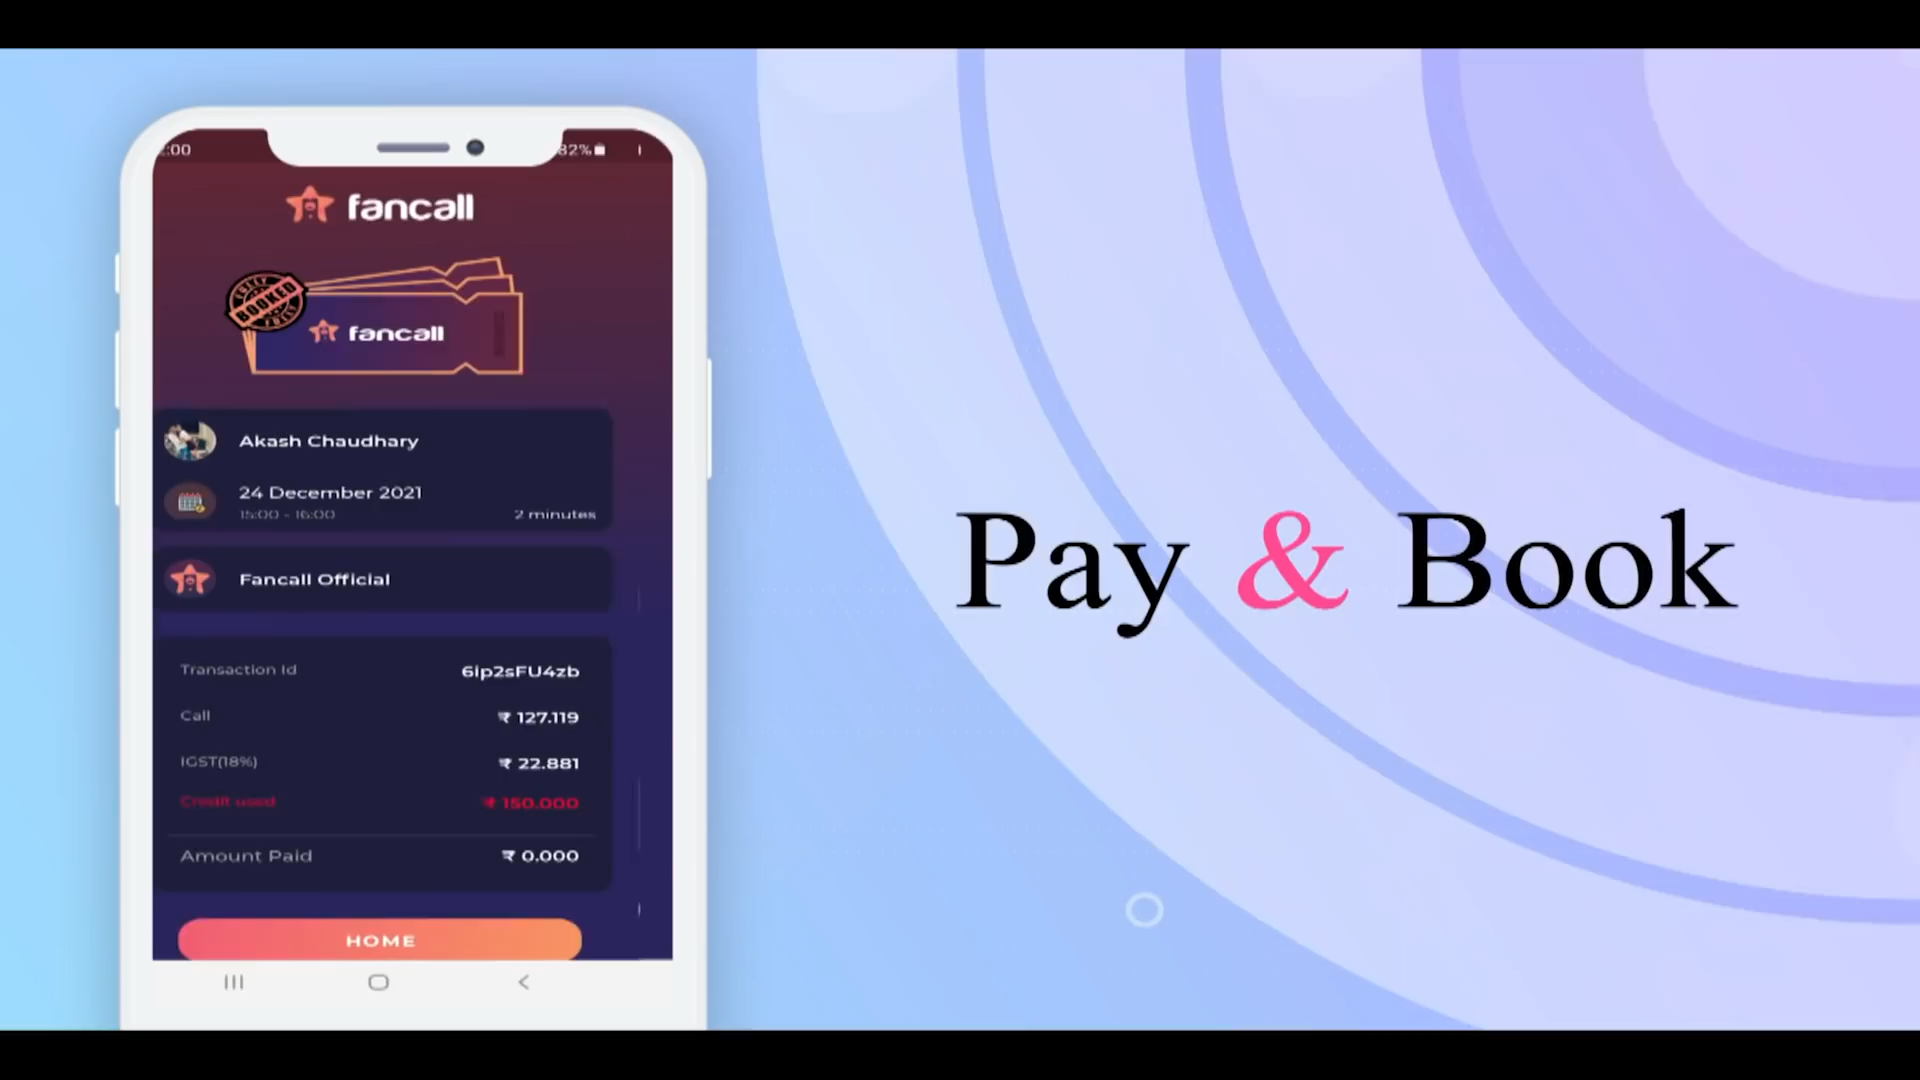 :00
82%
fancall
FULLY
BOOKED
fancall
Akash Chaudhary
24 December 2021
15:00 - 16:00
2 minutes
Fancall Official
Transaction Id
6ip2sFU4zb
Call
₹ 127.119
IGST(18%)
₹ 22.881
Credit used
₹ 150.000
Amount Paid
₹ 0.000
HOME
Pay & Book